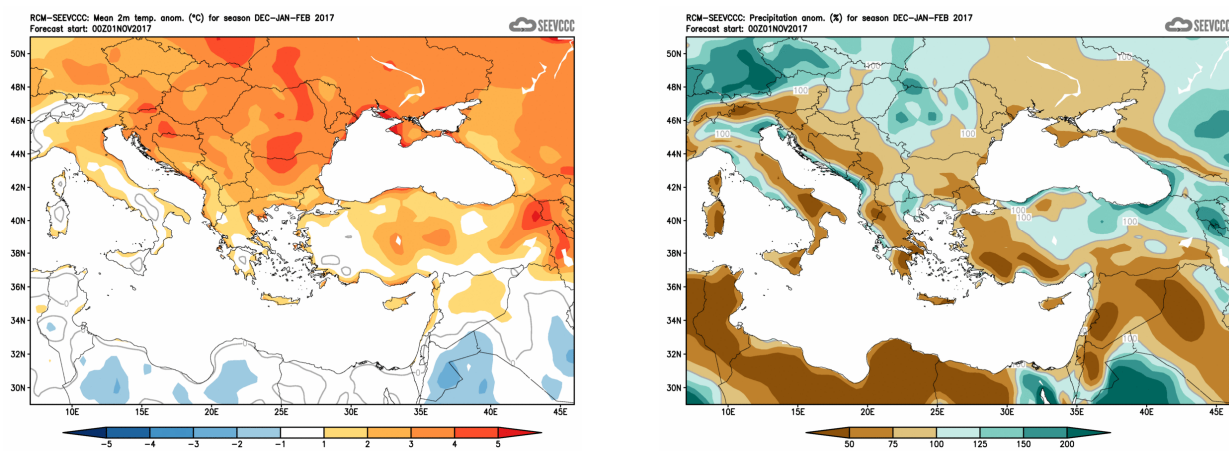 RCM-SEEVCCC: Mean 2m temp. anom. (°C) for season DEC-JAN-FEB 2017
Forecast start: 00Z01NOV2017
SEEVCCC
50N
48N
46N
44N
42N
40N
38N
36N
34N
32N
30N
10E 15E 20E 25E 30E 35E 40E 45E
-5 -4 -3 -2 -1 1 2 3 4 5
RCM-SEEVCCC: Precipitation anom. (%) for season DEC-JAN-FEB 2017
Forecast start: 00Z01NOV2017
SEEVCCC
50N
48N
46N
44N
42N
40N
38N
36N
34N
32N
30N
100
100
100
100
100
100
100
100
100
10E 15E 20E 25E 30E 35E 40E 45E
50 75 100 125 150 200